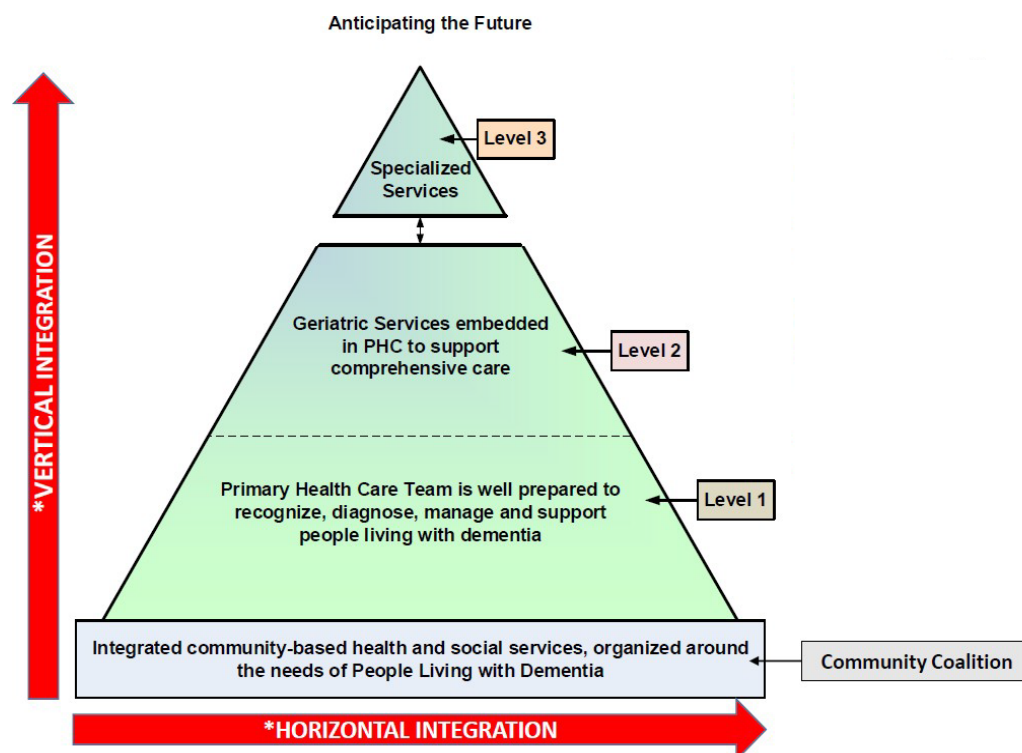 Anticipating the Future
Level 3
Specialized
Services
*VERTICAL INTEGRATION
Geriatric Services embedded
in PHC to support
comprehensive care
Level 2
Primary Health Care Team is well prepared to
recognize, diagnose, manage and support
people living with dementia
Level 1
Integrated community-based health and social services, organized around
the needs of People Living with Dementia
Community Coalition
*HORIZONTAL INTEGRATION